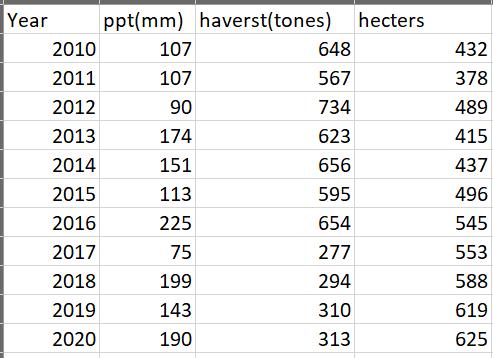 Year ppt(mm) haverst(tones) hecters
2010 107 648 432
2011 107 567 378
2012 90 734 489
2013 174 623 415
2014 151 656 437
2015 113 595 496
2016 225 654 545
2017 75 277 553
2018 199 294 588
2019 143 310 619
2020 190 313 625